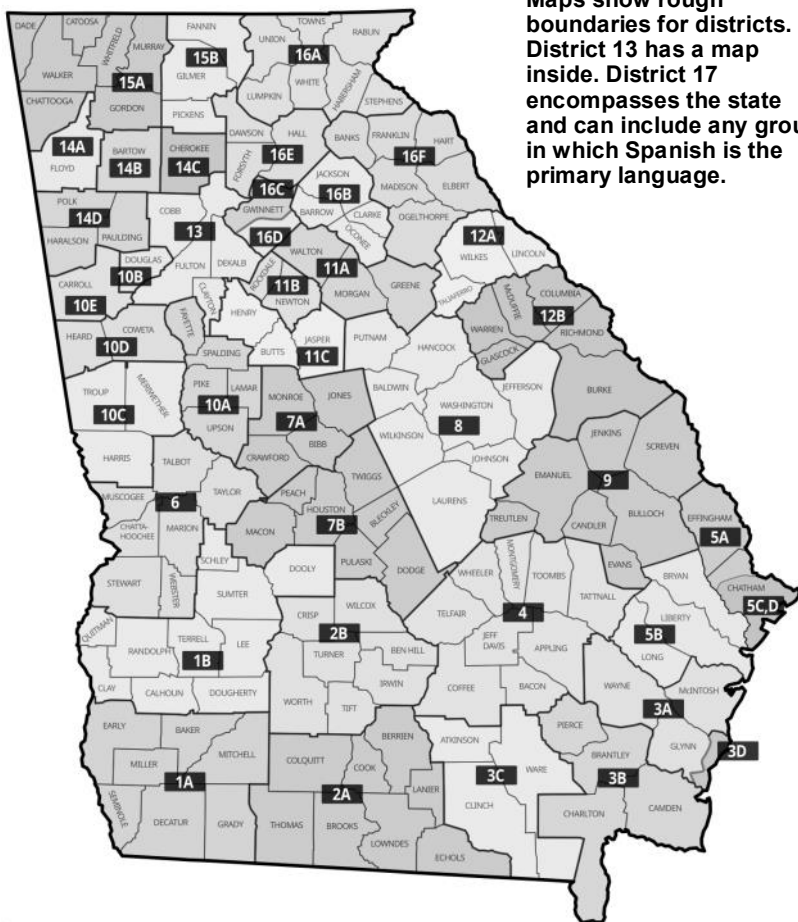 Maps show rough
boundaries for districts.
District 13 has a map
inside. District 17
encompasses the state
and can include any grou
in which Spanish is the
primary language.
DADE
CATOOSA
WHITFIELD
MURRAY
FANNIN
TOWNS
UNION
RABUN
15B
16A
WALKER
GILMER
15A
WHITE
HABERSHAM
LUMPKIN
STEPHENS
CHATTOOGA
GORDON
PICKENS
DAWSON
HALL
BANKS
FRANKLIN
HART
14A
BARTOW
CHEROKEE
16E
16F
FLOYD
14B
14C
FORSYTH
JACKSON
MADISON
ELBERT
16C
16B
POLK
COBB
GWINNETT
BARROW
CLARKE
OGELTHORPE
14D
13
16D
OCONEE
12A
HARALSON
PAULDING
DOUGLAS
WALTON
WILKES
LINCOLN
10B
FULTON
DEKALB
ROCKDALE
11A
CARROLL
11B
NEWTON
MORGAN
GREENE
TALIAFERRO
McDUFFIE
COLUMBIA
10E
CLAYTON
HENRY
12B
HEARD
COWETA
FAYETTE
JASPER
PUTNAM
HANCOCK
WARREN
RICHMOND
10D
SPALDING
BUTTS
11C
GLASCOCK
TROUP
MERIWETHER
PIKE
LAMAR
MONROE
JONES
BALDWIN
WASHINGTON
JEFFERSON
BURKE
10C
10A
7A
8
UPSON
BIBB
WILKINSON
JENKINS
SCREVEN
HARRIS
TALBOT
CRAWFORD
TWIGGS
JOHNSON
EMANUEL
9
MUSCOGEE
TAYLOR
PEACH
HOUSTON
BLECKLEY
LAURENS
TREUTLEN
CANDLER
BULLOCH
EFFINGHAM
6
7B
5A
CHATTA-
HOOCHEE
MARION
MACON
PULASKI
DODGE
WHEELER
MONTGOMERY
TOOMBS
EVANS
BRYAN
SCHLEY
DOOLY
TATTNALL
CHATHAM
STEWART
WEBSTER
SUMTER
WILCOX
TELFAIR
4
LIBERTY
5C,D
QUITMAN
CRISP
2B
5B
TERRELL
LEE
TURNER
BEN HILL
JEFF
DAVIS
APPLING
LONG
RANDOLPH
1B
IRWIN
CLAY
CALHOUN
DOUGHERTY
WORTH
TIFT
COFFEE
BACON
WAYNE
McINTOSH
3A
EARLY
BAKER
BERRIEN
ATKINSON
PIERCE
GLYNN
MITCHELL
COLQUITT
COOK
WARE
BRANTLEY
3D
MILLER
1A
2A
LANIER
3C
3B
CLINCH
SEMINOLE
DECATUR
GRADY
THOMAS
BROOKS
LOWNDES
CHARLTON
CAMDEN
ECHOLS